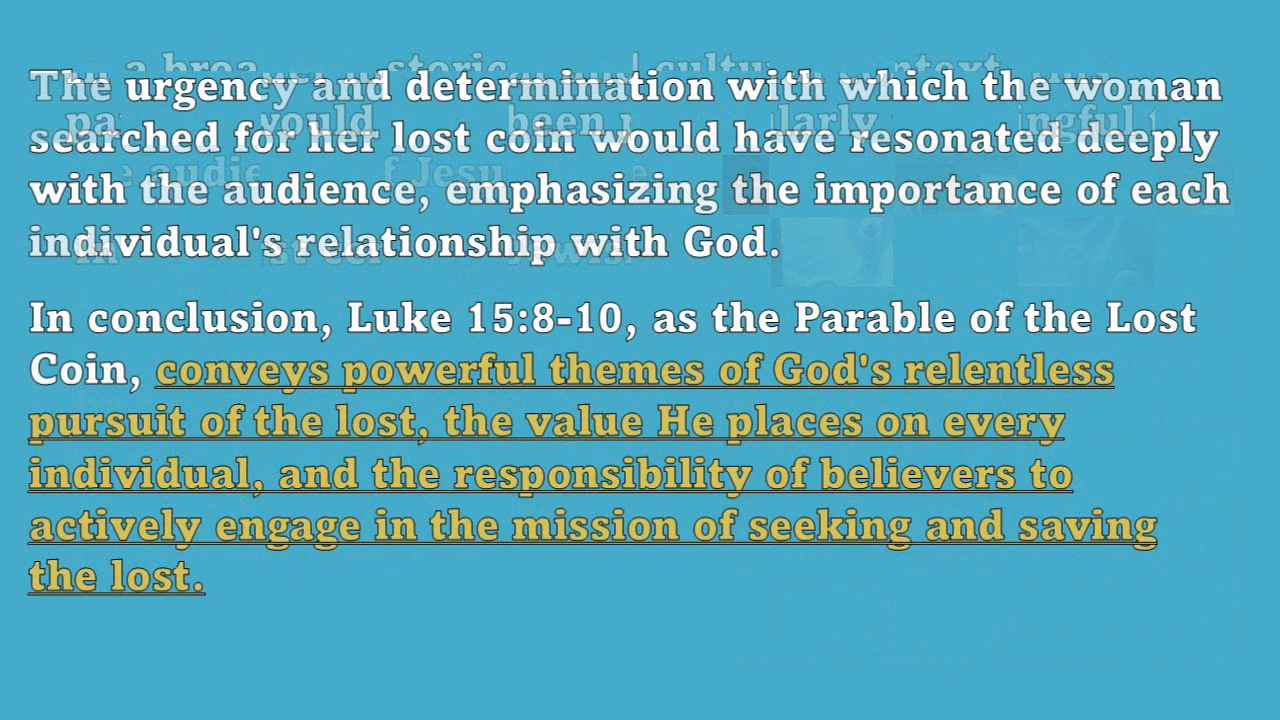 The urgency and determination with which the woman
searched for her lost coin would have resonated deeply
with the audience, emphasizing the importance of each
individual's relationship with God.
In conclusion, Luke 15:8-10, as the Parable of the Lost
Coin, conveys powerful themes of God's relentless
pursuit of the lost, the value He places on every
individual, and the responsibility of believers to
actively engage in the mission of seeking and saving
the lost.